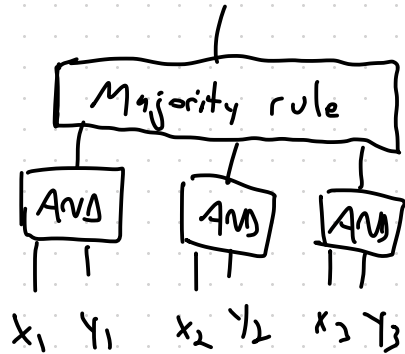 Majority rule
AND AND AND
X₁ Y₁ X₂ Y₂ X₃ Y₃